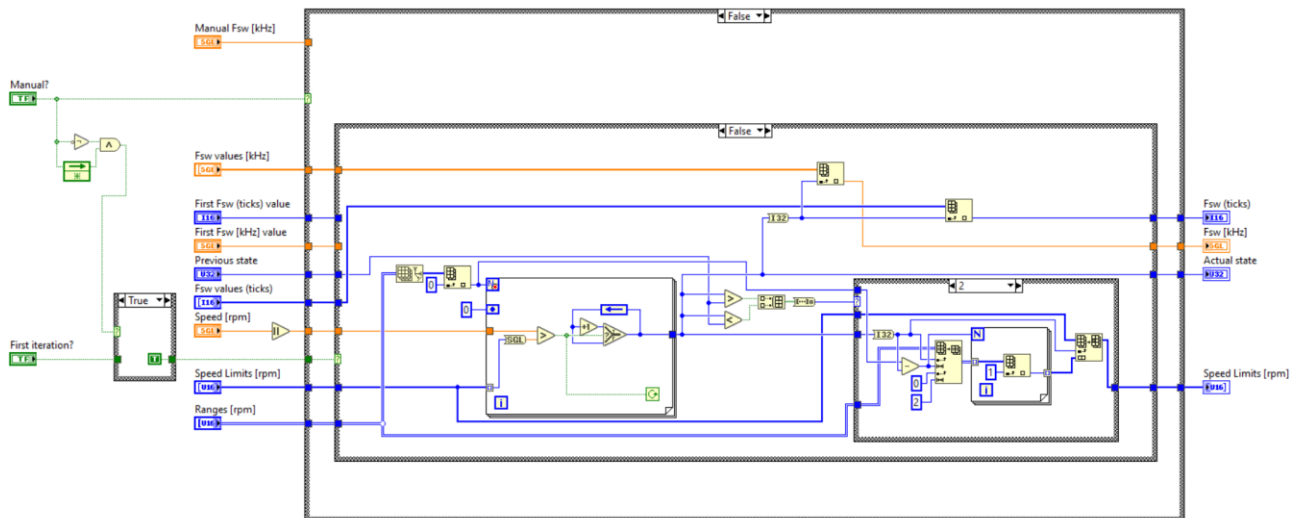 False
Manual Fsw [kHz]
SGL
Manual?
TF
False
Fsw values [kHz]
[SGL]
First Fsw (ticks) value
I16
I32
Fsw (ticks)
I16
First Fsw [kHz] value
SGL
Fsw [kHz]
SGL
Previous state
U32
Actual state
U32
0
N
Fsw values (ticks)
[I16]
True
0
2
Speed [rpm]
SGL
+1
I32
N
SGL
First iteration?
TF
Speed Limits [rpm]
[U16]
1
0
i
i
2
Speed Limits [rpm]
[U16]
Ranges [rpm]
[U16]